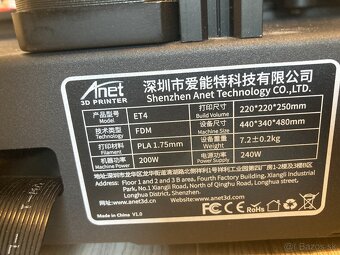 Anet
3D PRINTER
深圳市爱能特科技有限公司
Shenzhen Anet Technology CO.,LTD.
产品型号
Model
ET4
打印尺寸
Build Volume
220*220*250mm
技术类型
Technology
FDM
设备尺寸
Machine Size
440*340*480mm
打印材料
Filament
PLA 1.75mm
设备重量
Machine Weight
7.2±0.2kg
机器功率
Machine Power
200W
电源功率
Power Supply
240W
Address: Floor 1 and 2 and 3 B area, Fourth Factory Building,
Park, No.1 Xiangli Road, North of Qinghu Road, Xiangli Industrial
Longhua District, Shenzhen
Longhua street,
www.anet3d.com
Made in China V1.0